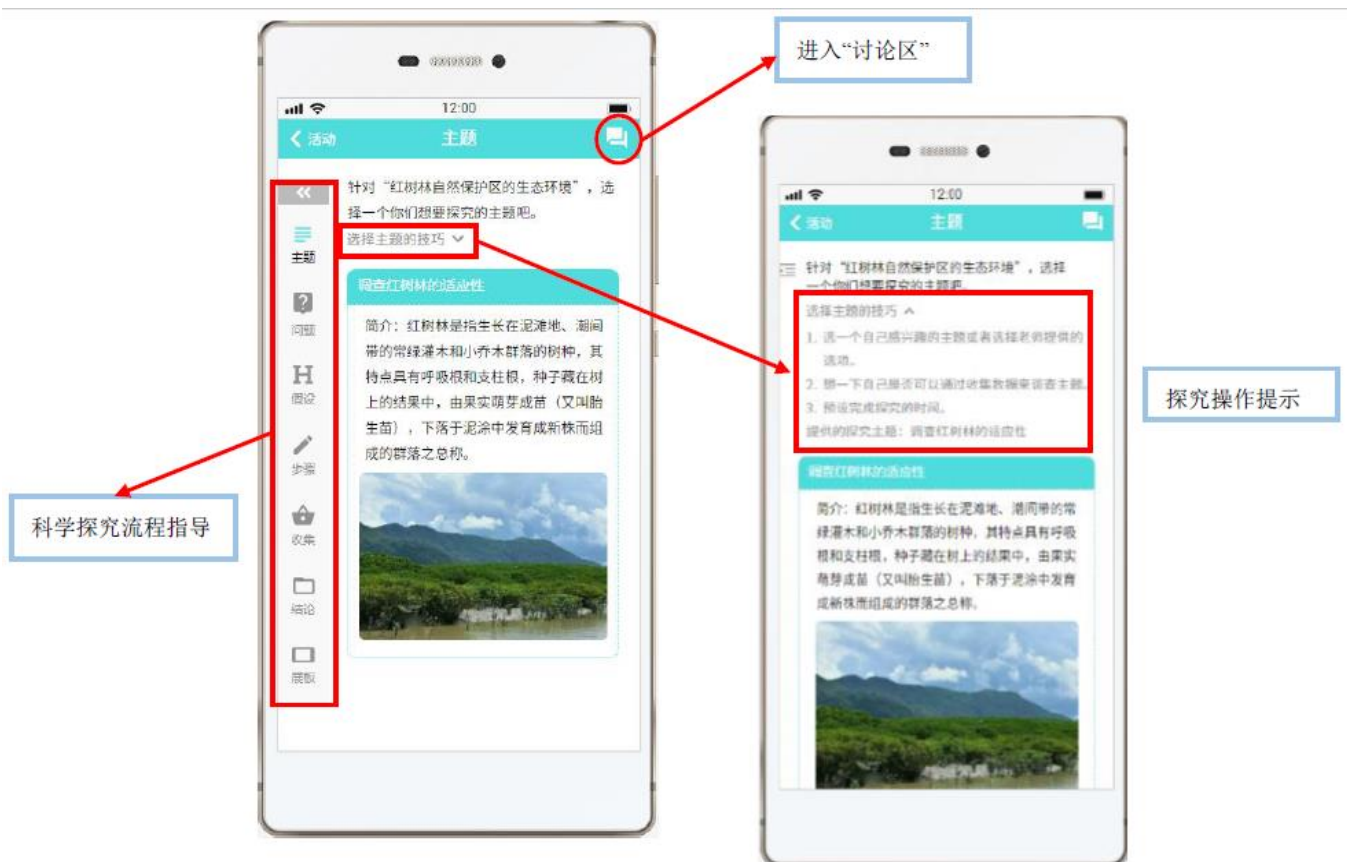 进入“讨论区”
12:00
活动
主题
针对“红树林自然保护区的生态环境”，选
择一个你们想要探究的主题吧。
选择主题的技巧
主题
问题
假设
步骤
收集
结论
展板
调查红树林的适应性
简介：红树林是指生长在泥滩地、潮间
带的常绿灌木和小乔木群落的树种，其
特点具有呼吸根和支柱根，种子藏在树
上的结果中，由果实萌芽成苗（又叫胎
生苗），下落于泥涂中发育成新株而组
成的群落之总称。
科学探究流程指导
12:00
活动
主题
针对“红树林自然保护区的生态环境”，选择
一个你们想要探究的主题吧。
选择主题的技巧
1. 选一个自己感兴趣的主题或者选择老师提供的
选项。
2. 想一下自己是否可以通过收集数据来调查主题。
3. 预设完成探究的时间。
提供的探究主题：调查红树林的适应性
调查红树林的适应性
简介：红树林是指生长在泥滩地、潮间带的常
绿灌木和小乔木群落的树种，其特点具有呼吸
根和支柱根，种子藏在树上的结果中，由果实
萌芽成苗（又叫胎生苗），下落于泥涂中发育
成新株而组成的群落之总称。
探究操作提示